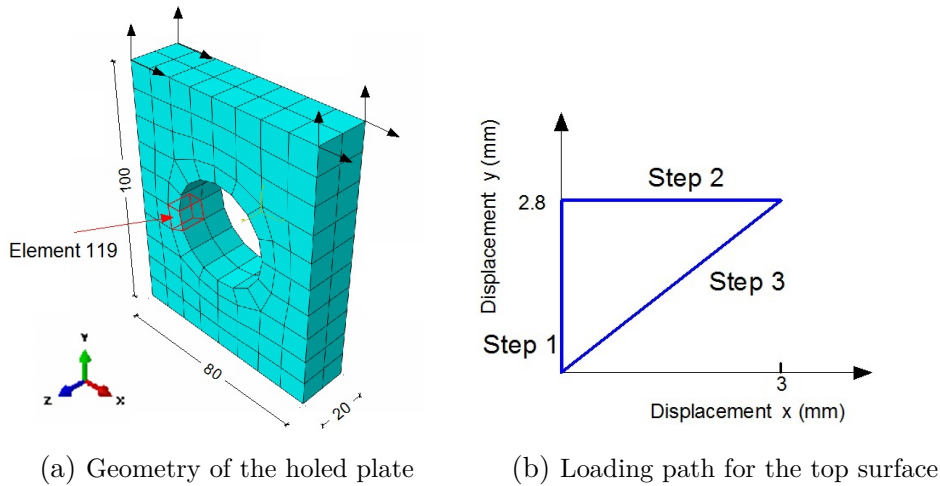 100
Element 119
80
20
Y
Z
X
Displacement y (mm)
2.8
Step 2
Step 3
Step 1
3
Displacement x (mm)
(a) Geometry of the holed plate
(b) Loading path for the top surface